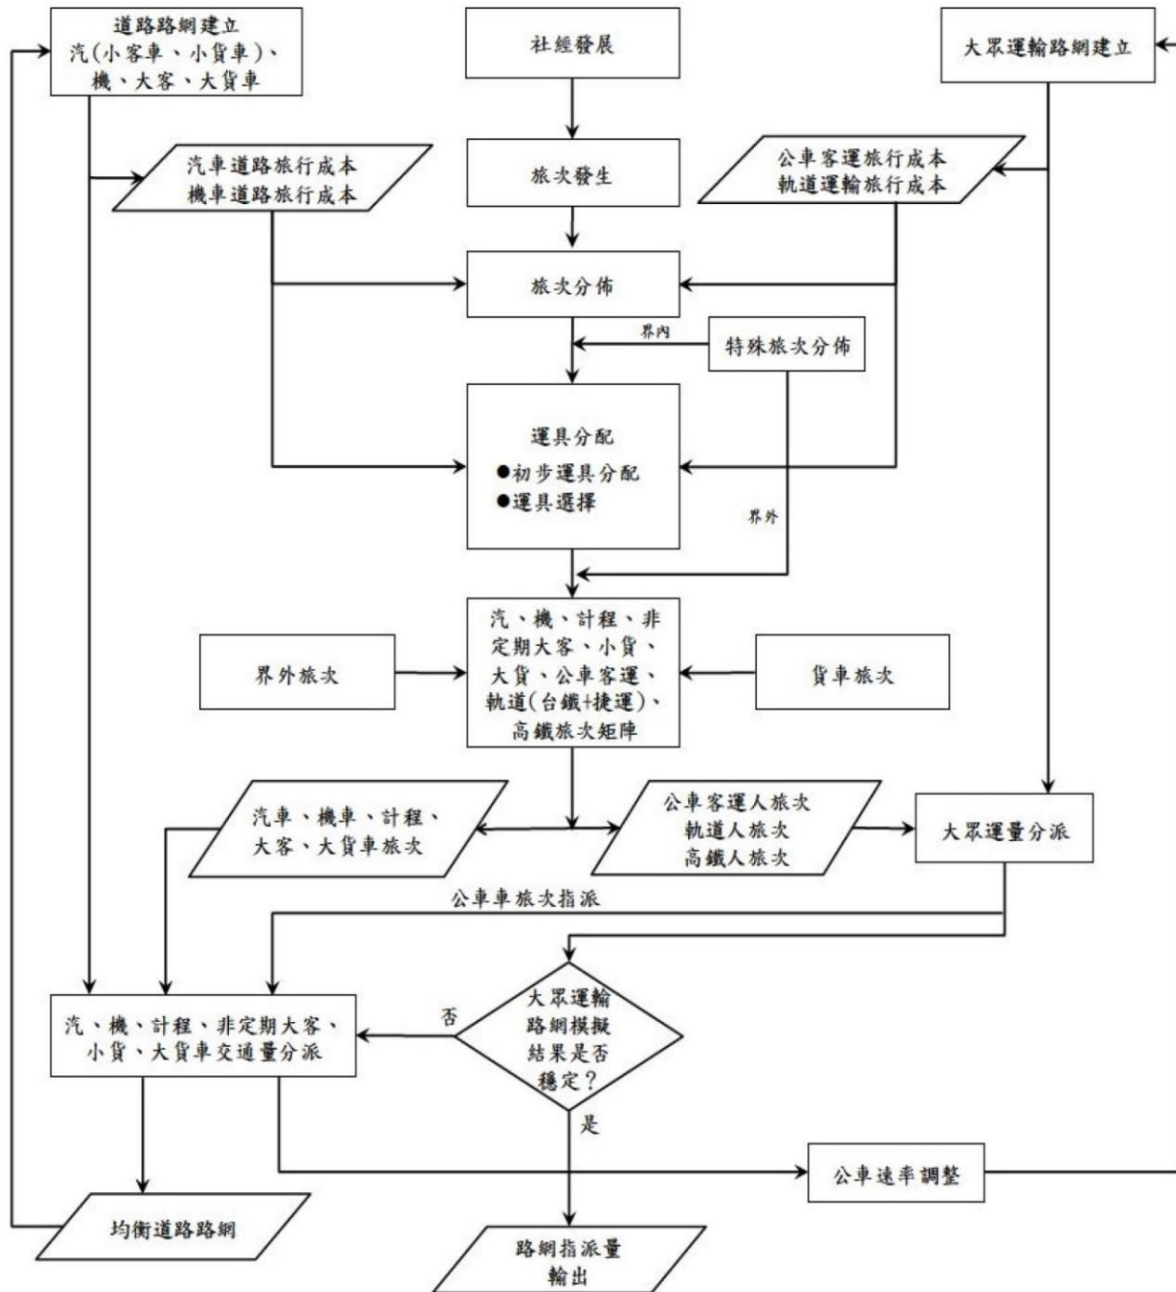 道路路網建立
汽(小客車、小貨車)、
機、大客、大貨車
社經發展
大眾運輸路網建立
汽車道路旅行成本
機車道路旅行成本
旅次發生
公車客運旅行成本
軌道運輸旅行成本
旅次分佈
界內
特殊旅次分佈
運具分配
●初步運具分配
●運具選擇
界外
界外旅次
汽、機、計程、非
定期大客、小貨、
大貨、公車客運、
軌道(台鐵+捷運)、
高鐵旅次矩陣
貨車旅次
汽車、機車、計程、
大客、大貨車旅次
公車客運人旅次
軌道人旅次
高鐵人旅次
大眾運量分派
公車車旅次指派
汽、機、計程、非定期大客、
小貨、大貨車交通量分派
否
大眾運輸
路網模擬
結果是否
穩定？
是
公車速率調整
均衡道路路網
路網指派量
輸出